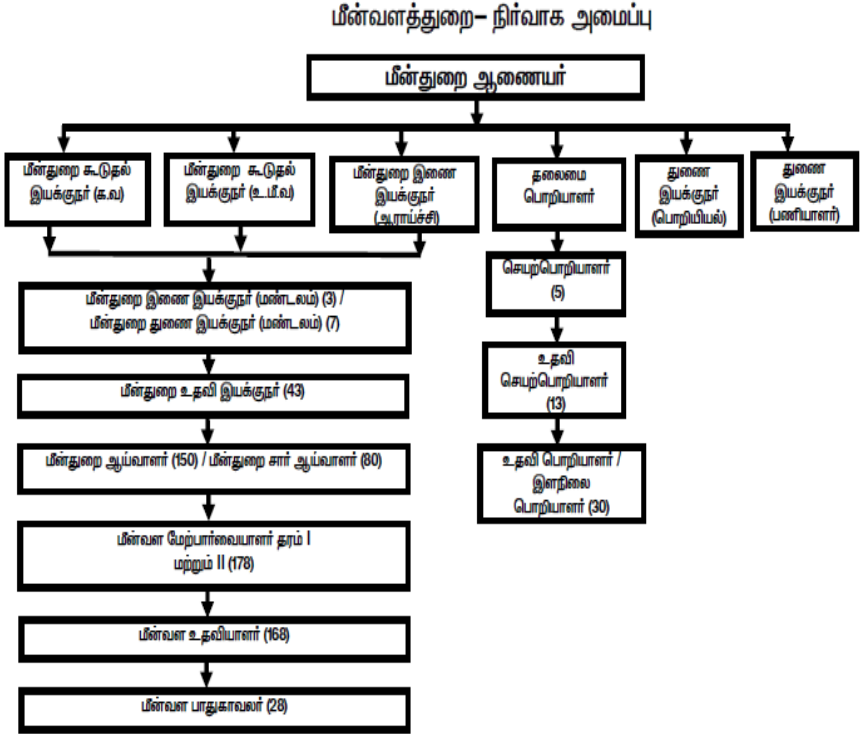 மீன்வளத்துறை– நிர்வாக அமைப்பு
மீன்துறை ஆணையர்
மீன்துறை கூடுதல்
இயக்குநர் (க.வ)
மீன்துறை கூடுதல்
இயக்குநர் (உ.மீ.வ)
மீன்துறை இணை
இயக்குநர்
(ஆராய்ச்சி)
தலைமை
பொறியாளர்
துணை
இயக்குநர்
(பொறியியல்)
துணை
இயக்குநர்
(பணியாளர்)
மீன்துறை இணை இயக்குநர் (மண்டலம்) (3) /
மீன்துறை துணை இயக்குநர் (மண்டலம்) (7)
மீன்துறை உதவி இயக்குநர் (43)
மீன்துறை ஆய்வாளர் (150) / மீன்துறை சார் ஆய்வாளர் (80)
மீன்வள மேற்பார்வையாளர் தரம் I
மற்றும் II (178)
மீன்வள உதவியாளர் (168)
மீன்வள பாதுகாவலர் (28)
செயற்பொறியாளர்
(5)
உதவி
செயற்பொறியாளர்
(13)
உதவி பொறியாளர் /
இளநிலை
பொறியாளர் (30)